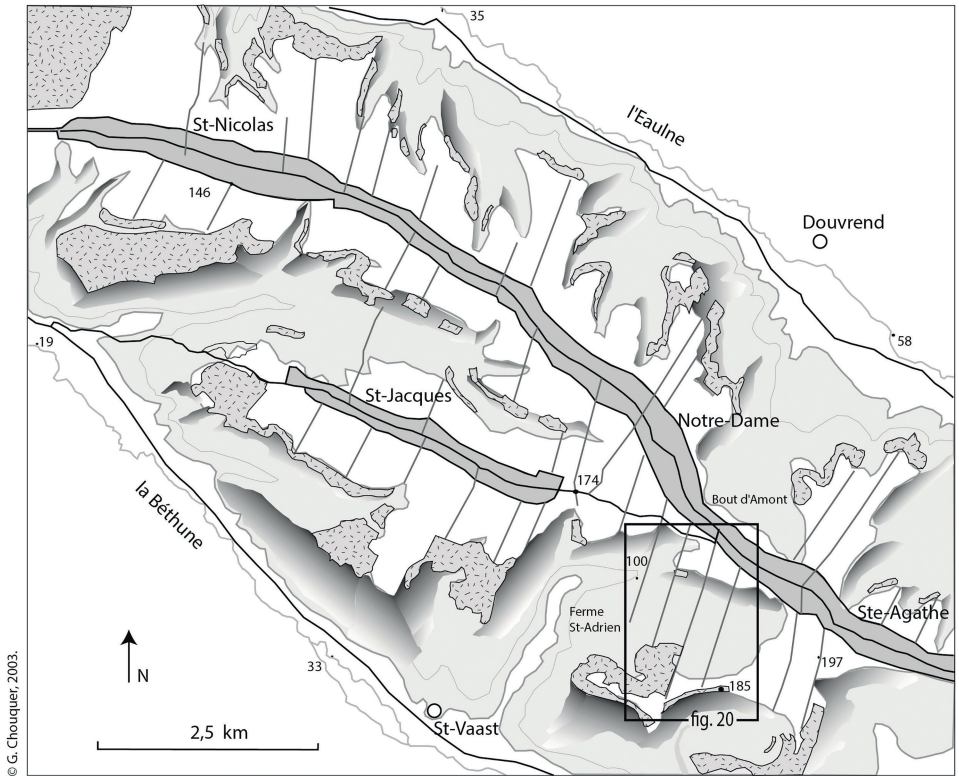 35
l'Eaulne
St-Nicolas
146
Douvrend
58
19
St-Jacques
Notre-Dame
174
Bout d'Amont
la Béthune
100
Ferme
St-Adrien
Ste-Agathe
33
197
N
185
fig. 20
St-Vaast
2,5 km
© G. Chouquer, 2003.